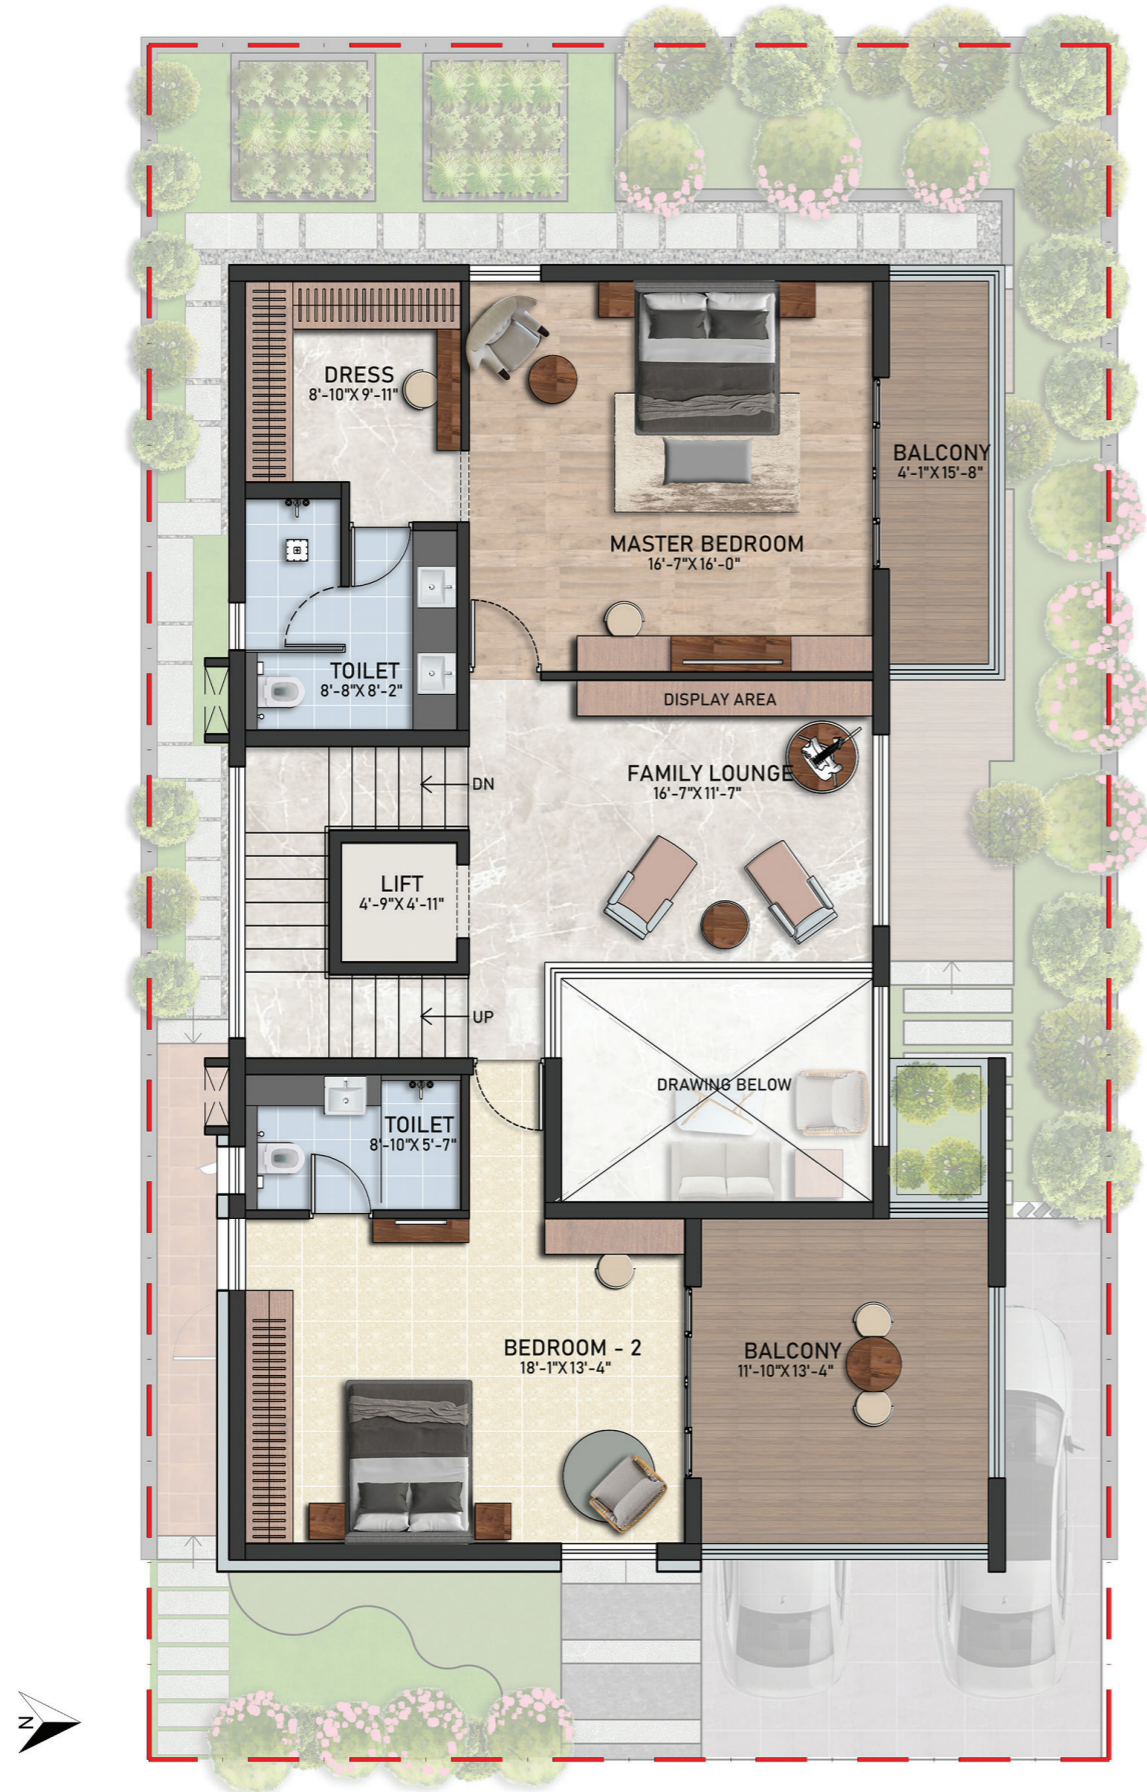 DRESS
8'-10"X 9'-11"
BALCONY
4'-1"X 15'-8"
MASTER BEDROOM
16'-7"X 16'-0"
TOILET
8'-8"X 8'-2"
DISPLAY AREA
FAMILY LOUNGE
16'-7"X 11'-7"
DN
LIFT
4'-9"X 4'-11"
UP
DRAWING BELOW
TOILET
8'-10"X 5'-7"
BEDROOM - 2
18'-1"X 13'-4"
BALCONY
11'-10"X 13'-4"
N